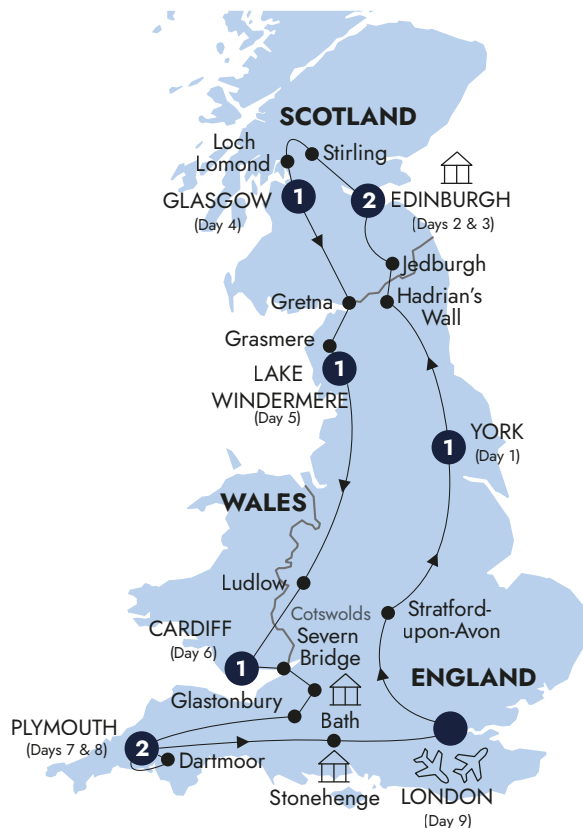 SCOTLAND
Loch
Lomond
Stirling
GLASGOW
(Day 4)
1
2
EDINBURGH
(Days 2 & 3)
Jedburgh
Gretna
Hadrian's
Wall
Grasmere
1
LAKE
WINDERMERE
(Day 5)
1
YORK
(Day 1)
WALES
Ludlow
Cotswolds
Stratford-
upon-Avon
CARDIFF
(Day 6)
1
Severn
Bridge
ENGLAND
Glastonbury
Bath
PLYMOUTH
(Days 7 & 8)
2
Dartmoor
Stonehenge
LONDON
(Day 9)